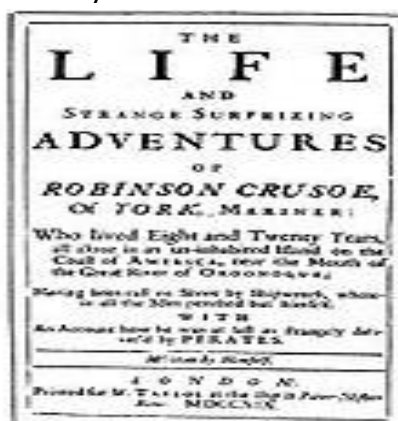 THE
LIFE
AND
STRANGE SURPRIZING
ADVENTURES
OF
ROBINSON CRUSOE,
Of YORK, MARINER:
Who lived Eight and Twenty Years,
all alone in an un-inhabited Island on the
Coast of AMERICA, near the Mouth of
the Great River of OROONOQUE;
Having been cast on Shore by Shipwreck, where-
in all the Men perished but himself.
WITH
An Account how he was at last as strangely deli-
ver'd by PYRATES.
Written by Himself.
LONDON:
Printed for W. TAYLOR at the Ship in Pater-Noster-
Row. MDCCXIX.